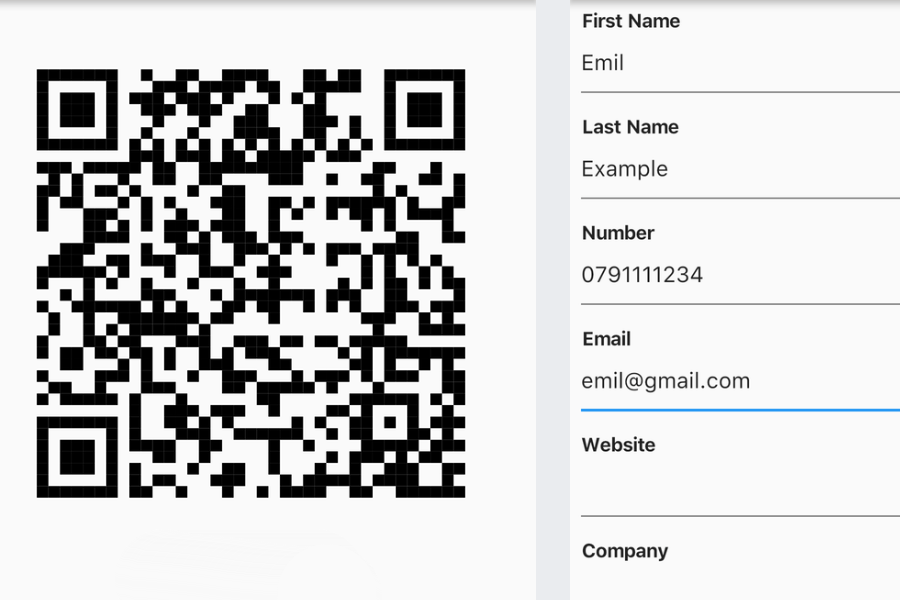 First Name
Emil
Last Name
Example
Number
0791111234
Email
emil@gmail.com
Website
Company